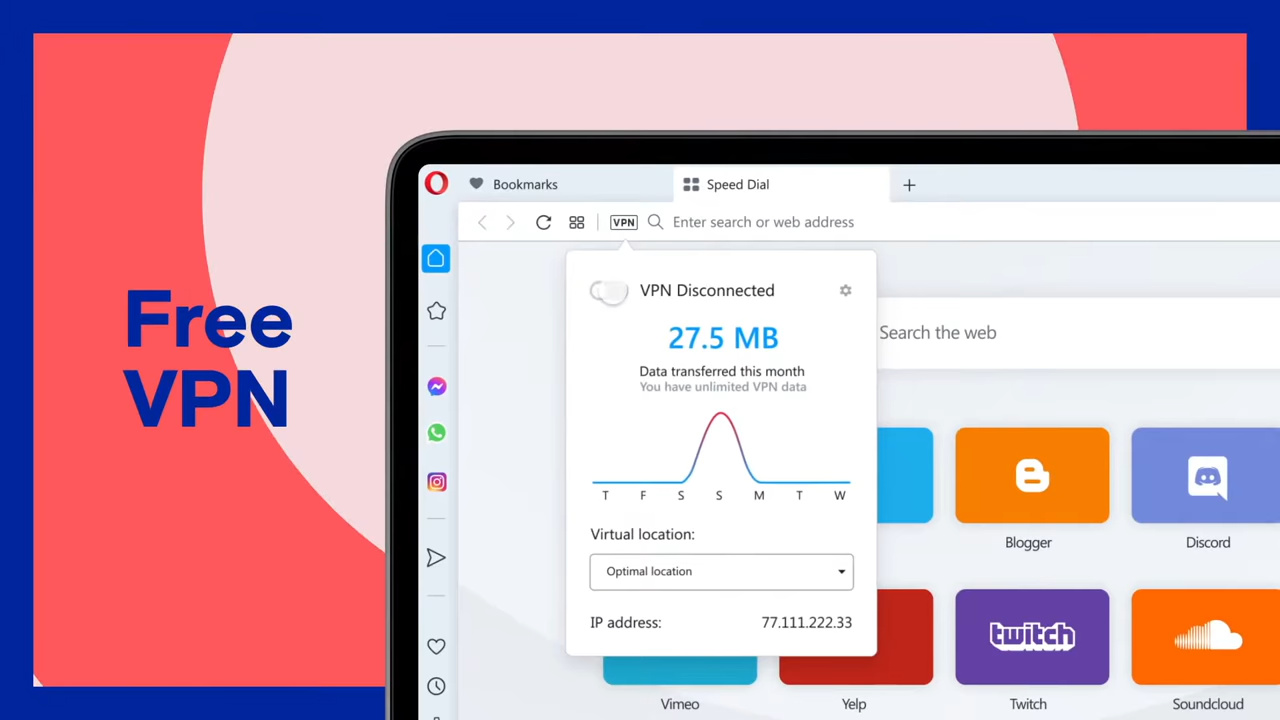 Free
VPN
Bookmarks
Speed Dial
VPN
Enter search or web address
VPN Disconnected
27.5 MB
Data transferred this month
You have unlimited VPN data
T F S S M T W
Virtual location:
Optimal location
IP address: 77.111.222.33
Search the web
Blogger
Discord
twitch
Vimeo
Yelp
Twitch
Soundcloud